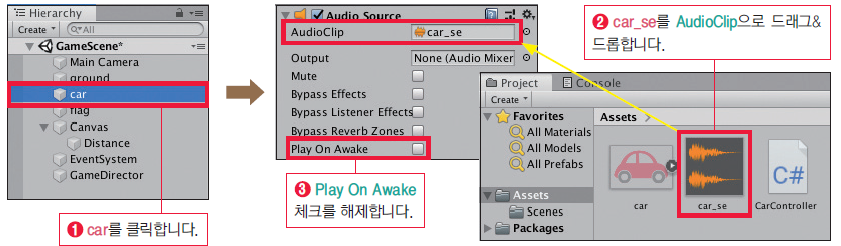 Hierarchy
Create
All
GameScene*
Main Camera
ground
car
flag
Canvas
Distance
EventSystem
GameDirector
❶ car를 클릭합니다.
Audio Source
AudioClip
car_se
Output
None (Audio Mixer
Mute
Bypass Effects
Bypass Listener Effects
Bypass Reverb Zones
Play On Awake
❸ Play On Awake
체크를 해제합니다.
❷ car_se를 AudioClip으로 드래그&
드롭합니다.
Project
Console
Create
Favorites
All Materials
All Models
All Prefabs
Assets
Scenes
Packages
Assets
car
car_se
C#
CarController